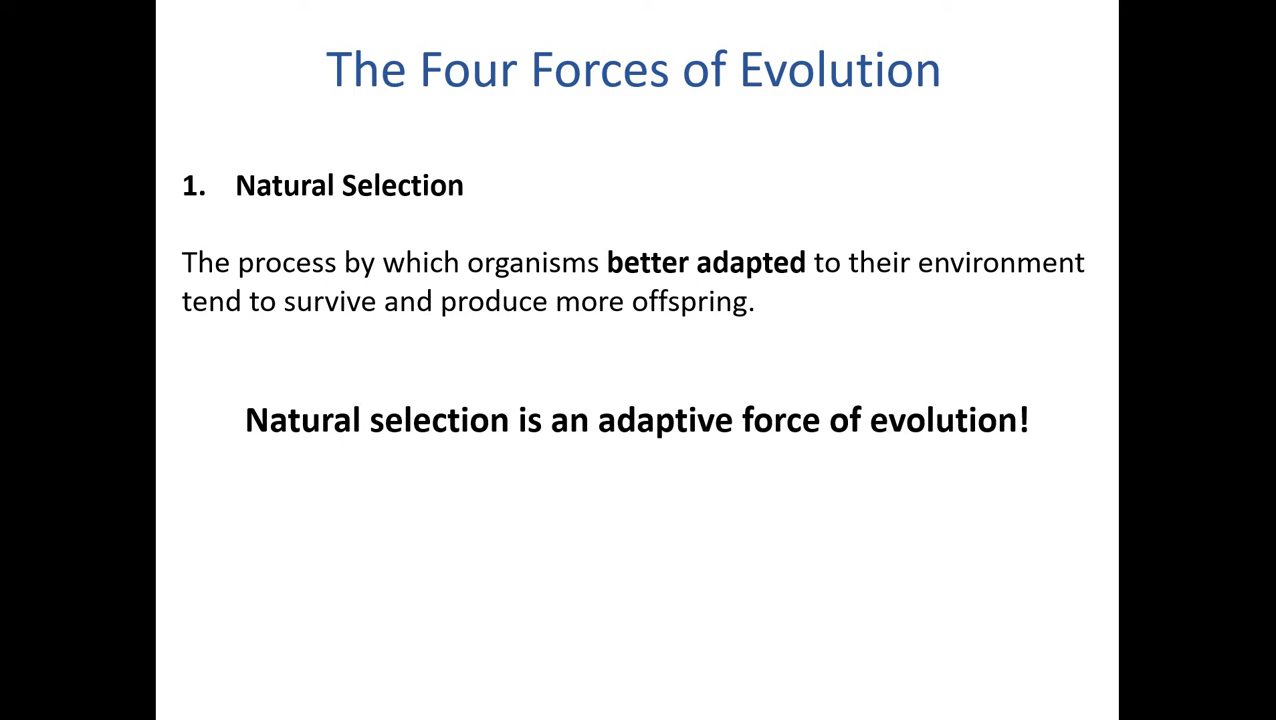 The Four Forces of Evolution
1. Natural Selection
The process by which organisms better adapted to their environment
tend to survive and produce more offspring.
Natural selection is an adaptive force of evolution!